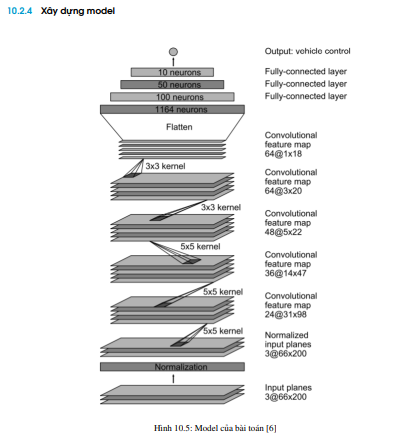 10.2.4 Xây dựng model
Output: vehicle control
10 neurons
Fully-connected layer
50 neurons
Fully-connected layer
100 neurons
Fully-connected layer
1164 neurons
Flatten
Convolutional
feature map
64@1x18
3x3 kernel
Convolutional
feature map
64@3x20
3x3 kernel
Convolutional
feature map
48@5x22
5x5 kernel
Convolutional
feature map
36@14x47
5x5 kernel
Convolutional
feature map
24@31x98
5x5 kernel
Normalized
input planes
3@66x200
Normalization
Input planes
3@66x200
Hình 10.5: Model của bài toán [6]